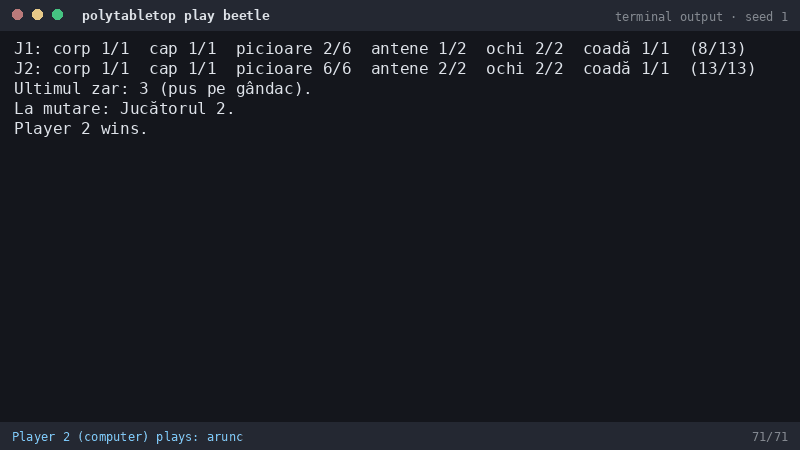 polytabletop play beetle
terminal output · seed 1
J1: corp 1/1  cap 1/1  picioare 2/6  antene 1/2  ochi 2/2  coadă 1/1  (8/13)
J2: corp 1/1  cap 1/1  picioare 6/6  antene 2/2  ochi 2/2  coadă 1/1  (13/13)
Ultimul zar: 3 (pus pe gândac).
La mutare: Jucătorul 2.
Player 2 wins.
Player 2 (computer) plays: arunc
71/71